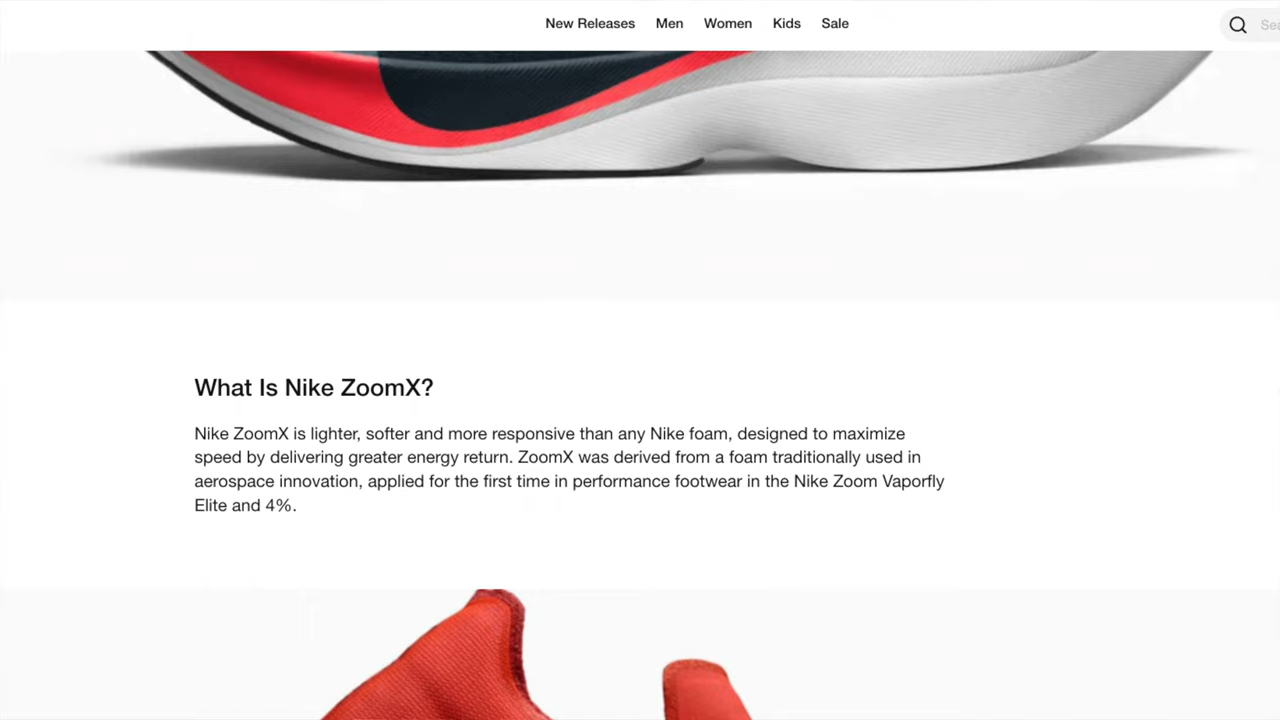 New Releases Men Women Kids Sale
What Is Nike ZoomX?
Nike ZoomX is lighter, softer and more responsive than any Nike foam, designed to maximize
speed by delivering greater energy return. ZoomX was derived from a foam traditionally used in
aerospace innovation, applied for the first time in performance footwear in the Nike Zoom Vaporfly
Elite and 4%.